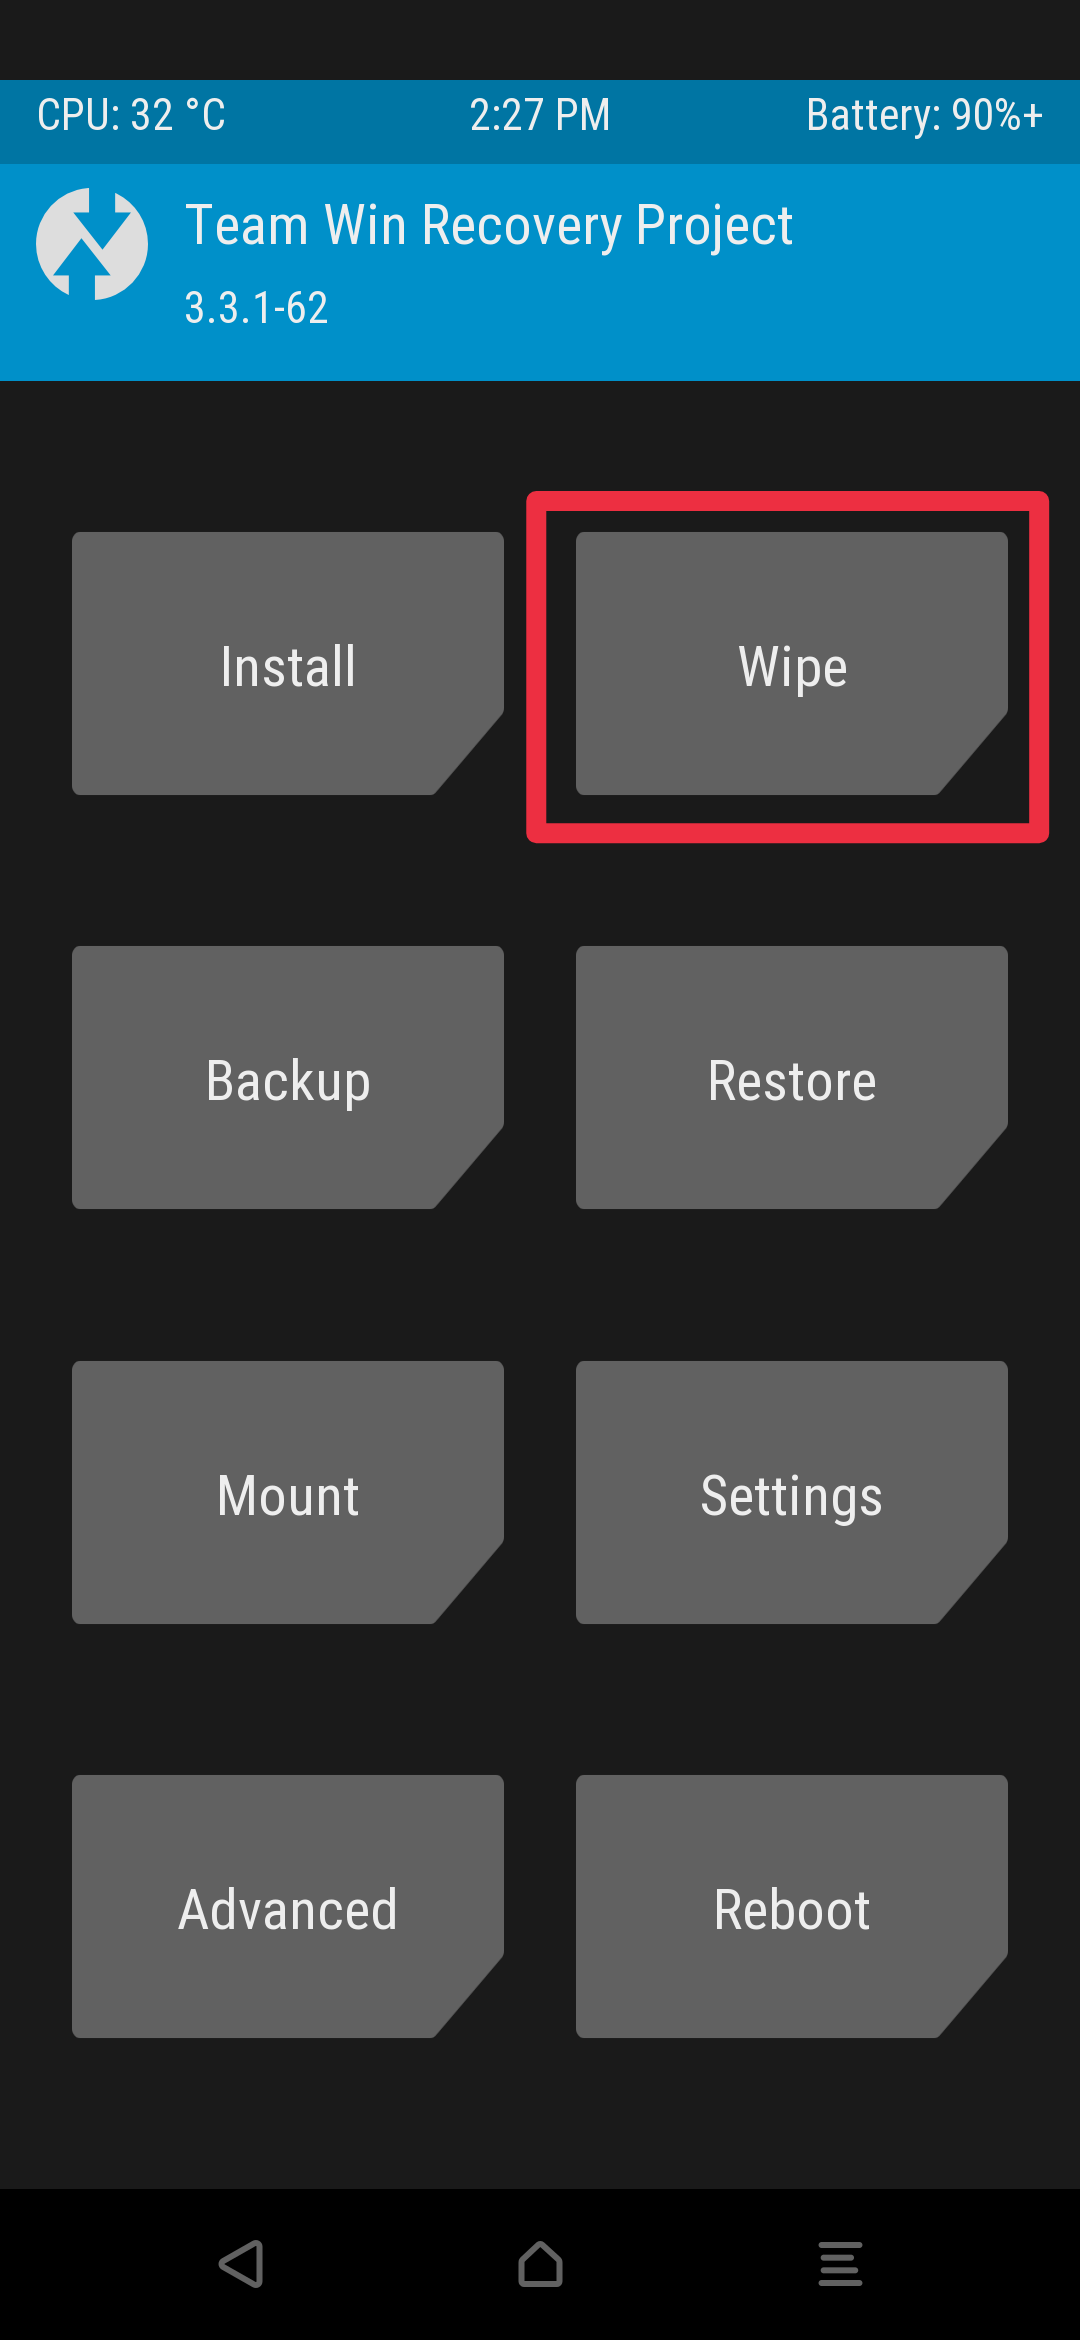 CPU: 32 °C 2:27 PM Battery: 90%+
Team Win Recovery Project
3.3.1-62
Install Wipe
Backup Restore
Mount Settings
Advanced Reboot